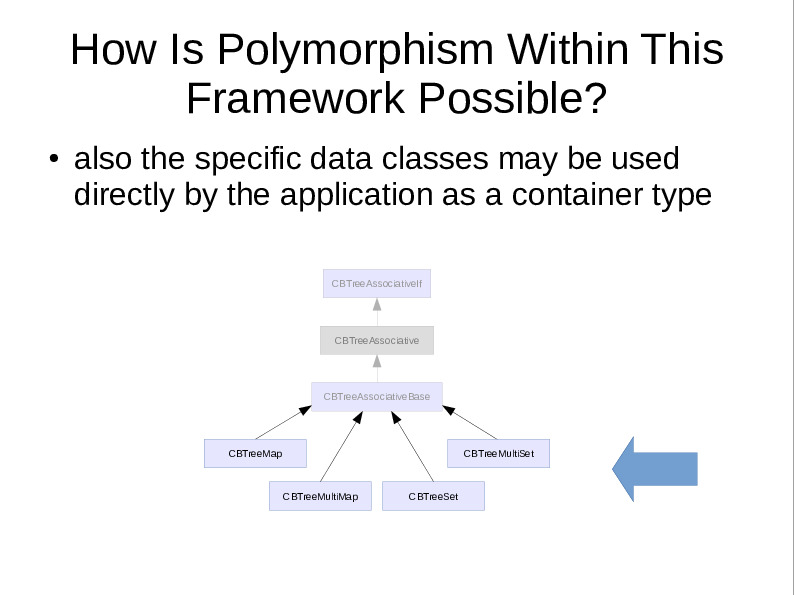 How Is Polymorphism Within This
Framework Possible?
• also the specific data classes may be used
directly by the application as a container type
CBTreeAssociativeIf
CBTreeAssociative
CBTreeAssociativeBase
CBTreeMap
CBTreeMultiSet
CBTreeMultiMap
CBTreeSet